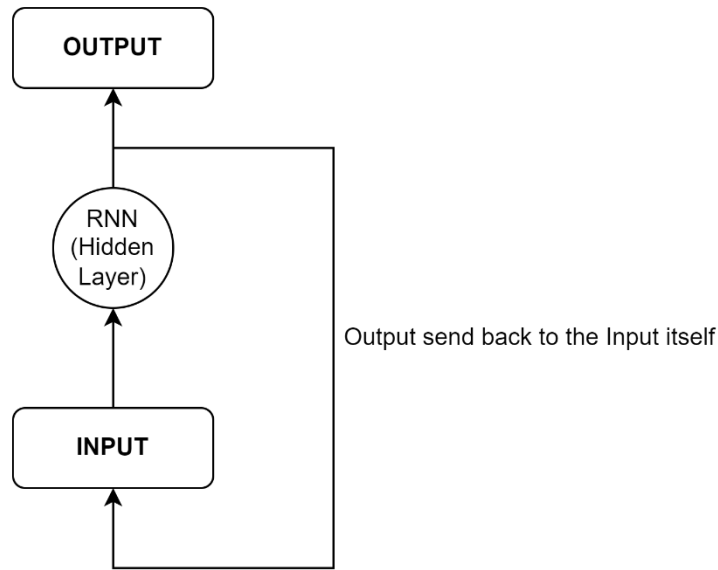 OUTPUT
RNN
(Hidden
Layer)
Output send back to the Input itself
INPUT